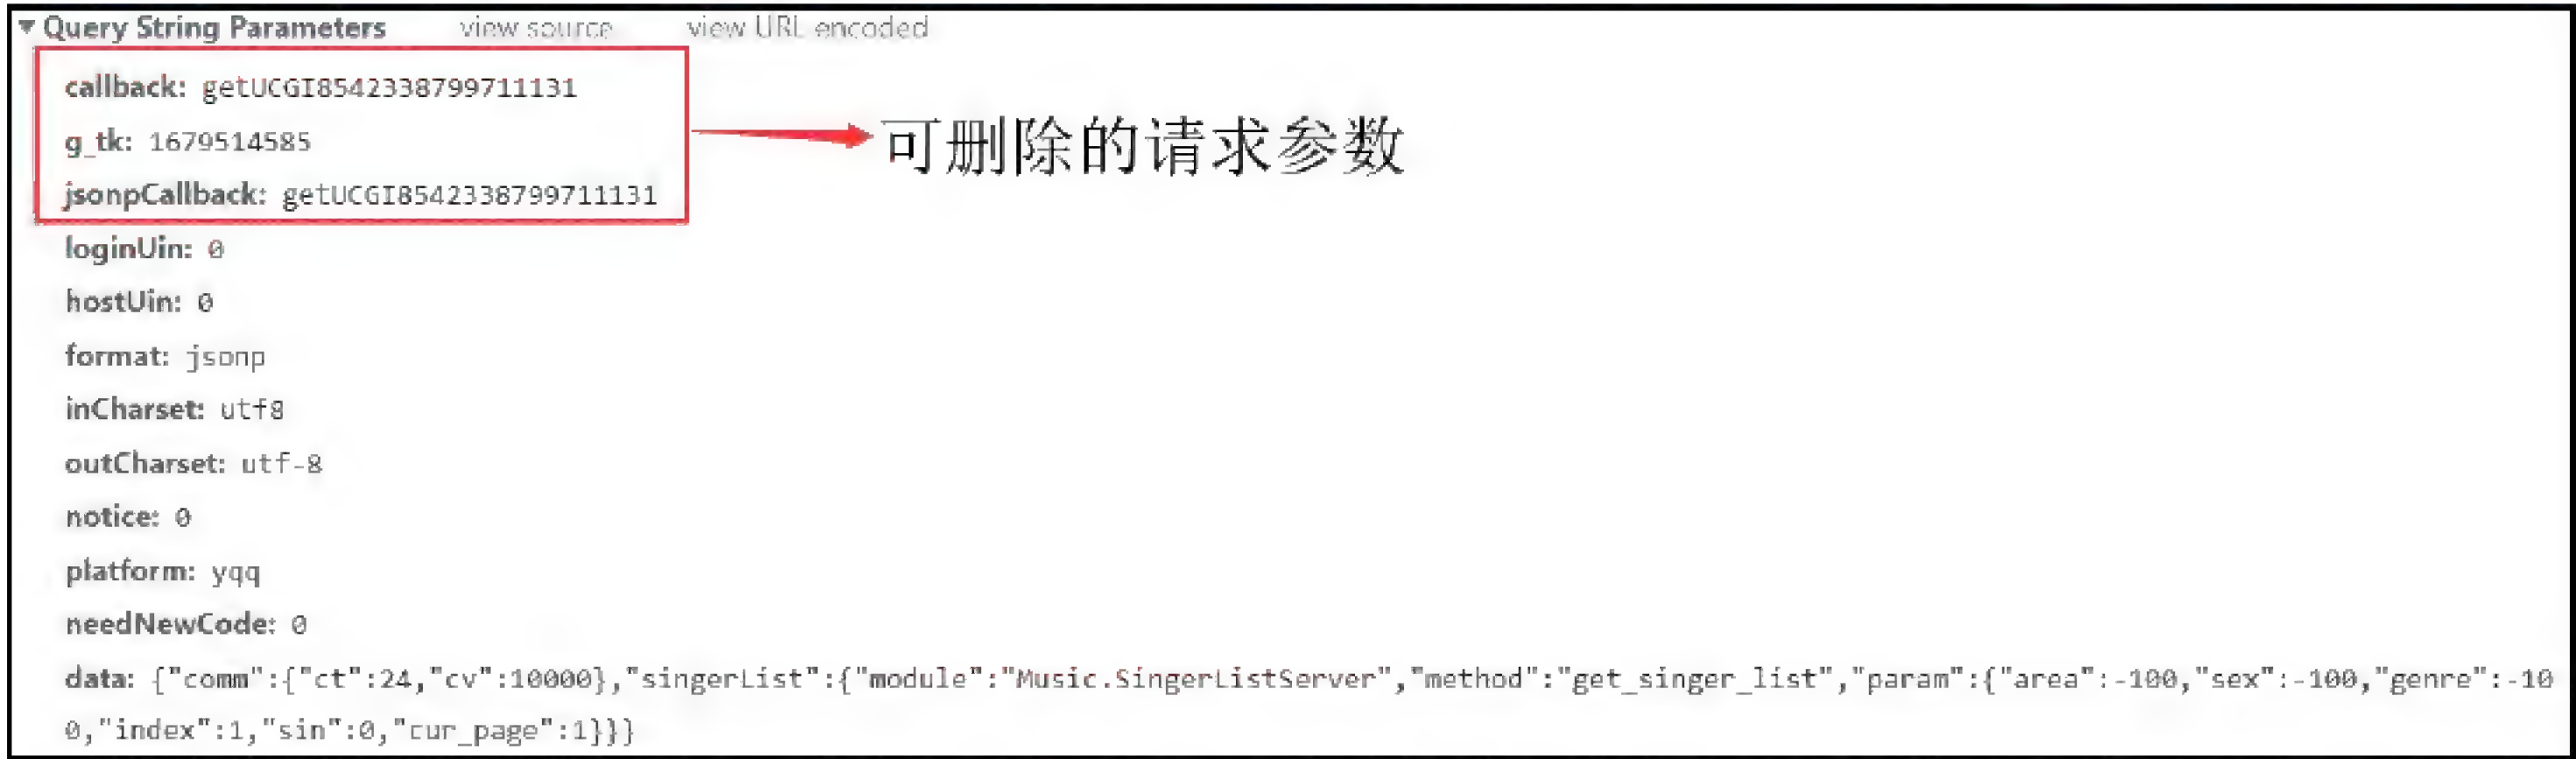 ▼ Query String Parameters view source view URL encoded
callback: getUCGI8542338799711131
g_tk: 1679514585
可删除的请求参数
jsonpCallback: getUCGI8542338799711131
loginUin: 0
hostUin: 0
format: jsonp
inCharset: utf8
outCharset: utf-8
notice: 0
platform: yqq
needNewCode: 0
data: {"comm":{"ct":24,"cv":10000},"singerList":{"module":"Music.SingerListServer","method":"get_singer_list","param":{"area":-100,"sex":-100,"genre":-10
0,"index":1,"sin":0,"cur_page":1}}}